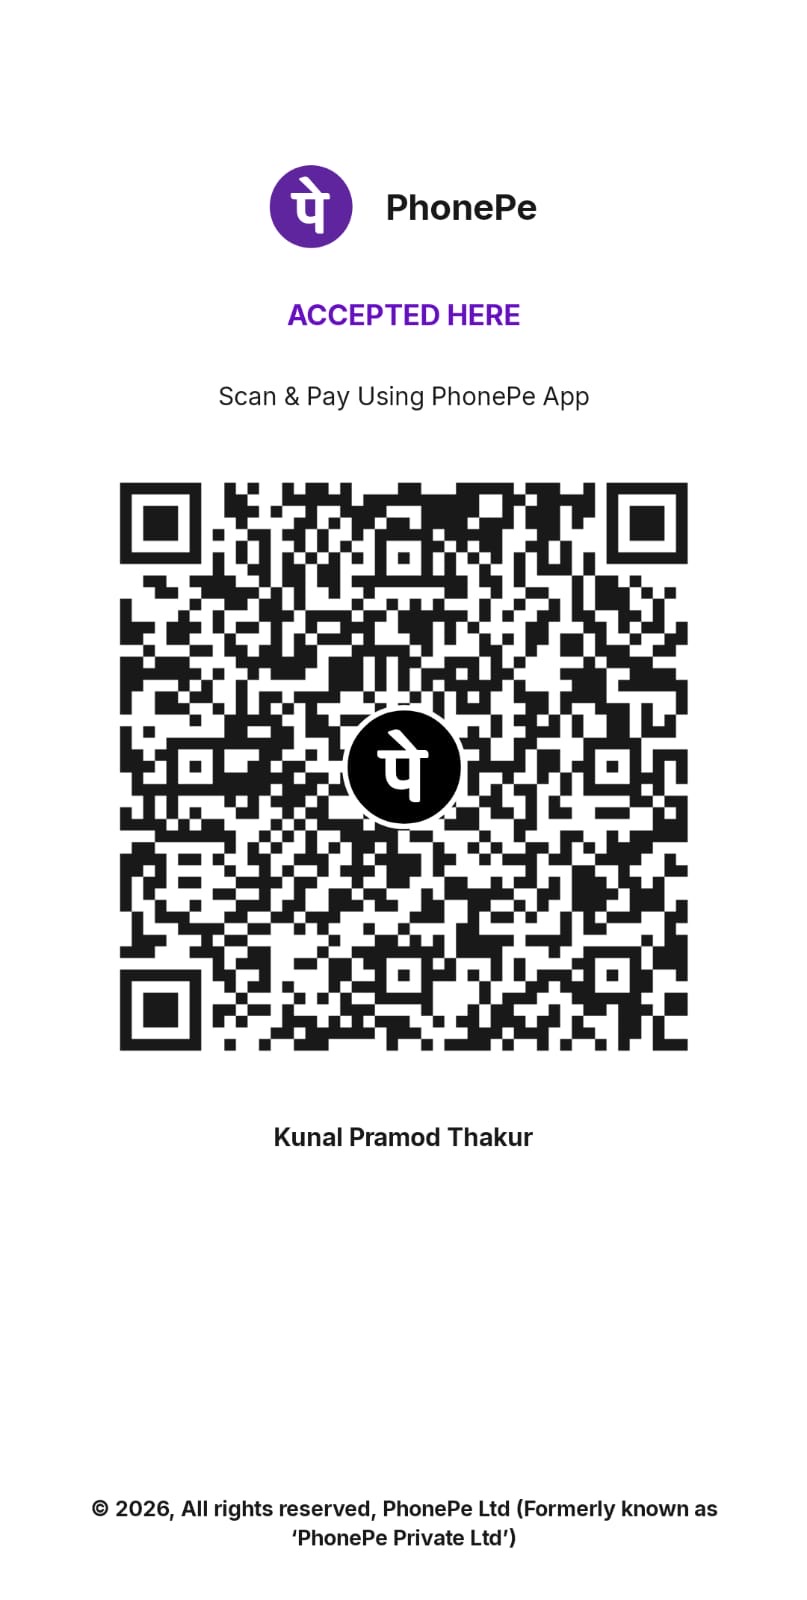 पे PhonePe
ACCEPTED HERE
Scan & Pay Using PhonePe App
पे
Kunal Pramod Thakur
© 2026, All rights reserved, PhonePe Ltd (Formerly known as
‘PhonePe Private Ltd’)